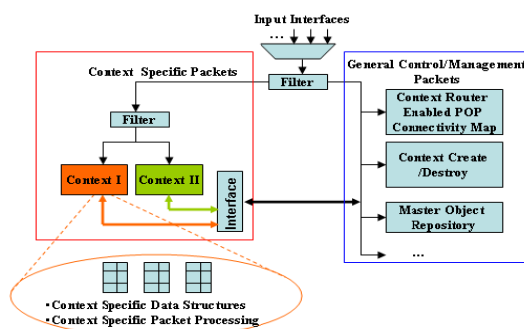 Input Interfaces
...
Context Specific Packets
Filter
General Control/Management
Packets
Context Router
Enabled POP
Connectivity Map
Filter
Context I
Context II
Interface
Context Create
/Destroy
Master Object
Repository
...
• Context Specific Data Structures
• Context Specific Packet Processing